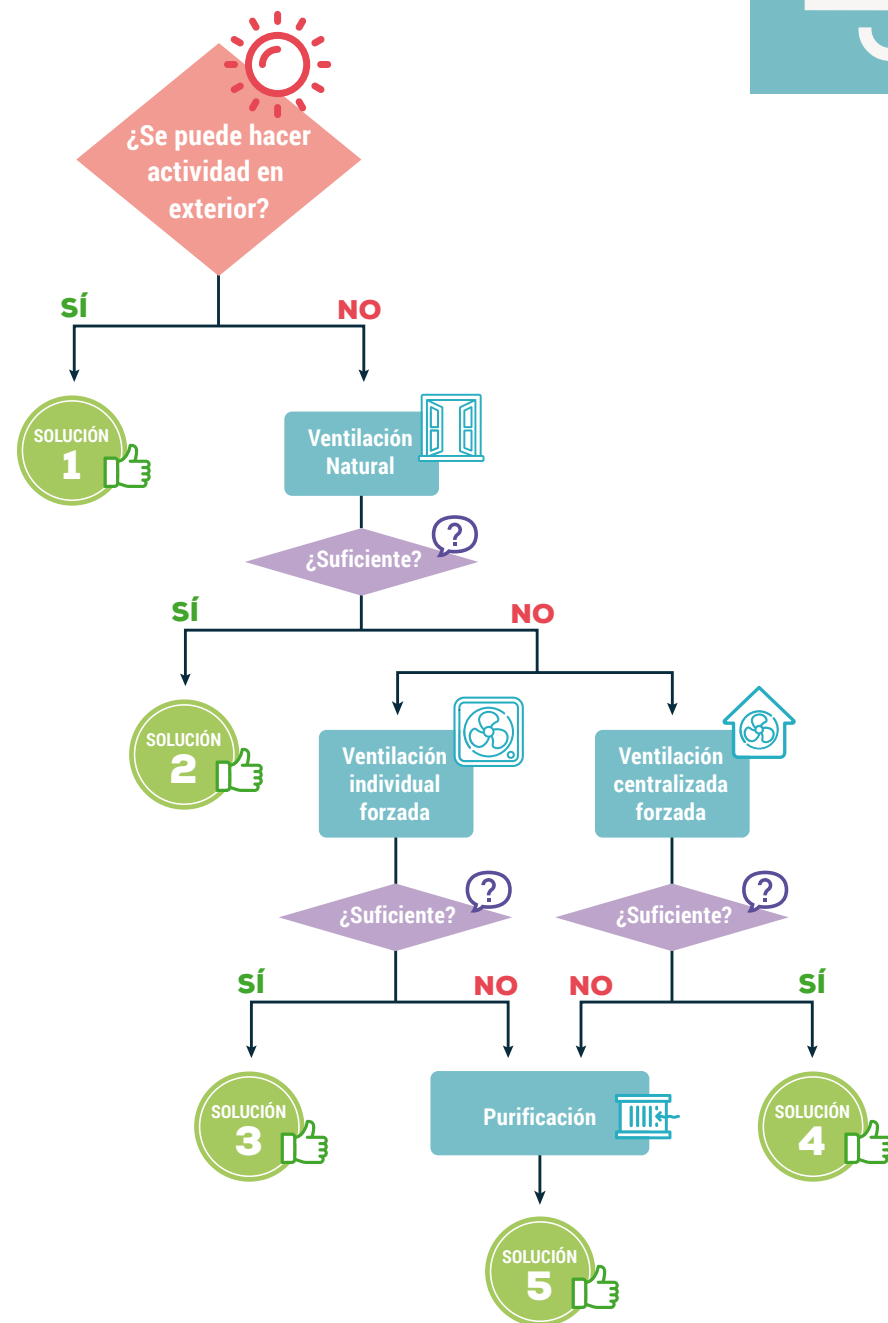 ¿Se puede hacer
actividad en
exterior?
SÍ
NO
SOLUCIÓN
1
Ventilación
Natural
¿Suficiente?
?
SÍ
NO
SOLUCIÓN
2
Ventilación
individual
forzada
Ventilación
centralizada
forzada
¿Suficiente?
?
¿Suficiente?
?
SÍ
NO
NO
SÍ
SOLUCIÓN
3
Purificación
SOLUCIÓN
4
SOLUCIÓN
5